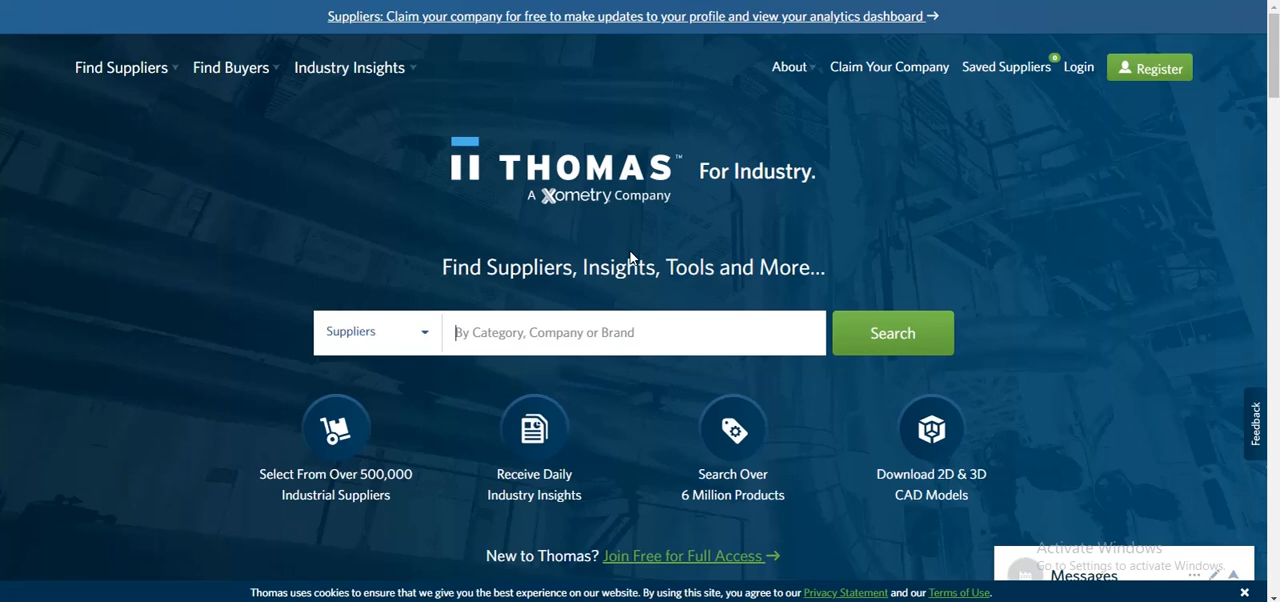 Suppliers: Claim your company for free to make updates to your profile and view your analytics dashboard →
Find Suppliers Find Buyers Industry Insights About Claim Your Company Saved Suppliers 0 Login Register
THOMAS™ For Industry.
A Xometry Company
Find Suppliers, Insights, Tools and More...
Suppliers By Category, Company or Brand Search
Feedback
Select From Over 500,000
Industrial Suppliers
Receive Daily
Industry Insights
Search Over
6 Million Products
Download 2D & 3D
CAD Models
New to Thomas? Join Free for Full Access →
Activate Windows
Go to Settings to activate Windows.
Messages
Thomas uses cookies to ensure that we give you the best experience on our website. By using this site, you agree to our Privacy Statement and our Terms of Use.